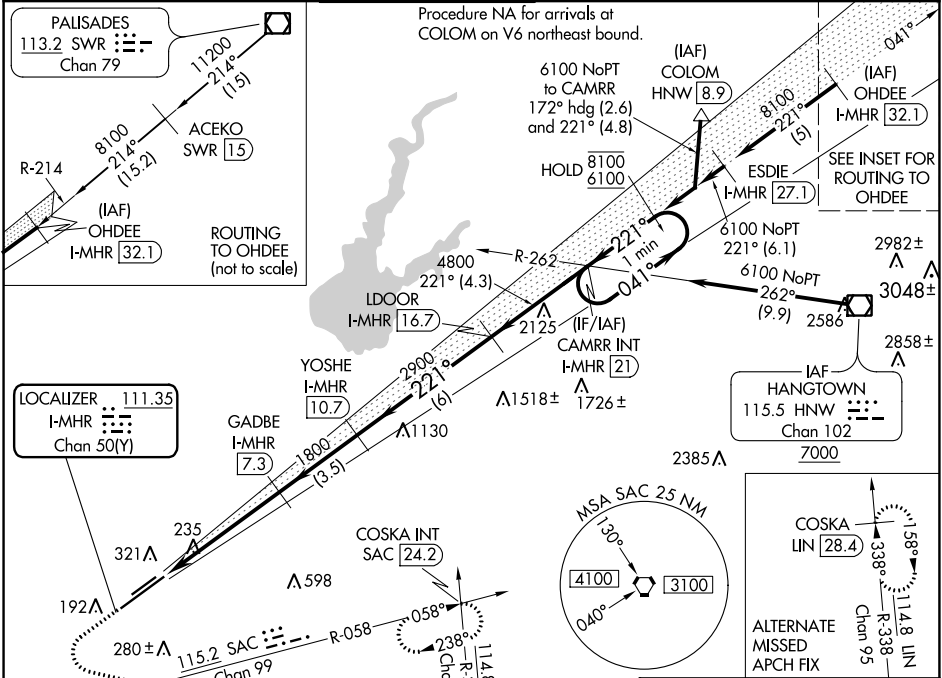 PALISADES
113.2 SWR
Chan 79
11200
214°
(15)
8100
214°
(15.2)
ACEKO
SWR 15
R-214
(IAF)
OHDEE
I-MHR 32.1
ROUTING
TO OHDEE
(not to scale)
Procedure NA for arrivals at
COLOM on V6 northeast bound.
6100 NoPT
to CAMRR
172° hdg (2.6)
and 221° (4.8)
(IAF)
COLOM
HNW 8.9
041°
(IAF)
OHDEE
I-MHR 32.1
8100
221°
(5)
SEE INSET FOR
ROUTING TO
OHDEE
HOLD 8100
6100
ESDIE
I-MHR 27.1
6100 NoPT
221° (6.1)
221°
1 min
041°
R-262
6100 NoPT
262°
(9.9)
2982±
3048±
2586
2858±
4800
221° (4.3)
LDOOR
I-MHR 16.7
2125
(IF/IAF)
CAMRR INT
I-MHR 21
IAF
HANGTOWN
115.5 HNW
Chan 102
7000
2900
221°
(6)
YOSHE
I-MHR
10.7
1518±
1726±
1130
LOCALIZER 111.35
I-MHR
Chan 50(Y)
GADBE
I-MHR
7.3
1800
(3.5)
2385
MSA SAC 25 NM
130°
4100
3100
040°
COSKA
LIN 28.4
158°
338°
R-338
114.8 LIN
Chan 95
ALTERNATE
MISSED
APCH FIX
321
235
192
280±
598
COSKA INT
SAC 24.2
115.2 SAC
Chan 99
R-058
058°
238°
114.8